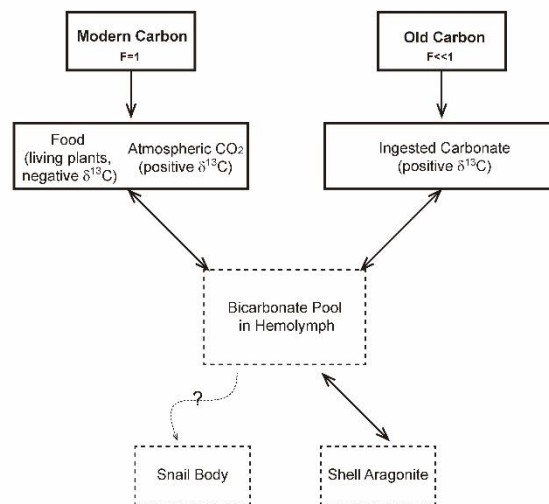 Modern Carbon
F=1
Old Carbon
F<<1
Food
(living plants,
negative δ¹³C)
Atmospheric CO₂
(positive δ¹³C)
Ingested Carbonate
(positive δ¹³C)
Bicarbonate Pool
in Hemolymph
?
Snail Body
Shell Aragonite